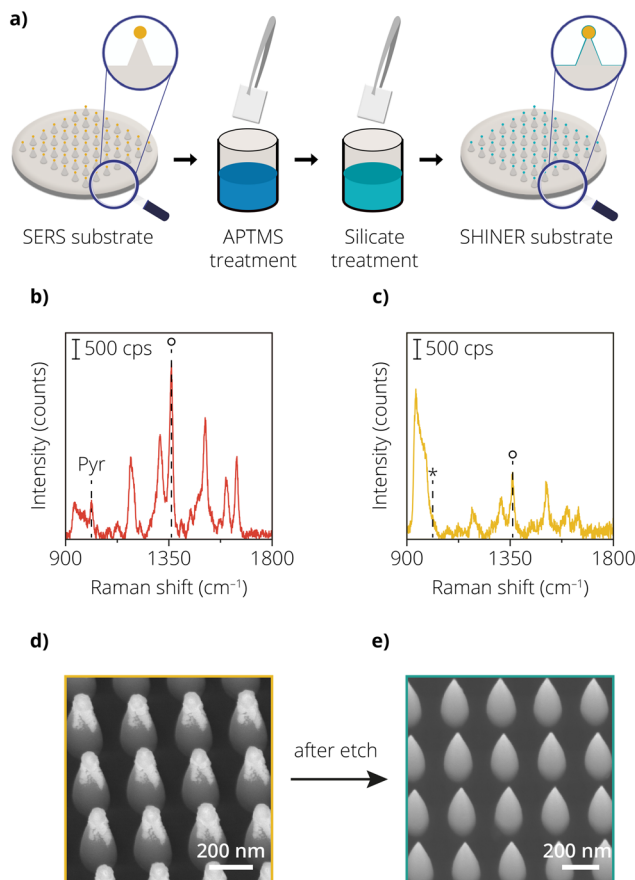 a)
SERS substrate
APTMS
treatment
Silicate
treatment
SHINER substrate
b)
500 cps
Pyr
Intensity (counts)
900 1350 1800
Raman shift (cm⁻¹)
c)
500 cps
*
Intensity (counts)
900 1350 1800
Raman shift (cm⁻¹)
d)
200 nm
after etch
e)
200 nm